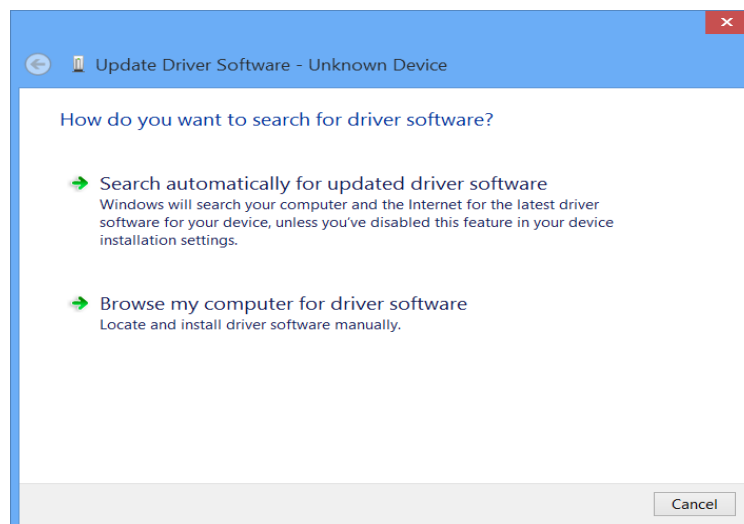 Update Driver Software - Unknown Device
How do you want to search for driver software?
Search automatically for updated driver software
Windows will search your computer and the Internet for the latest driver
software for your device, unless you've disabled this feature in your device
installation settings.
Browse my computer for driver software
Locate and install driver software manually.
Cancel